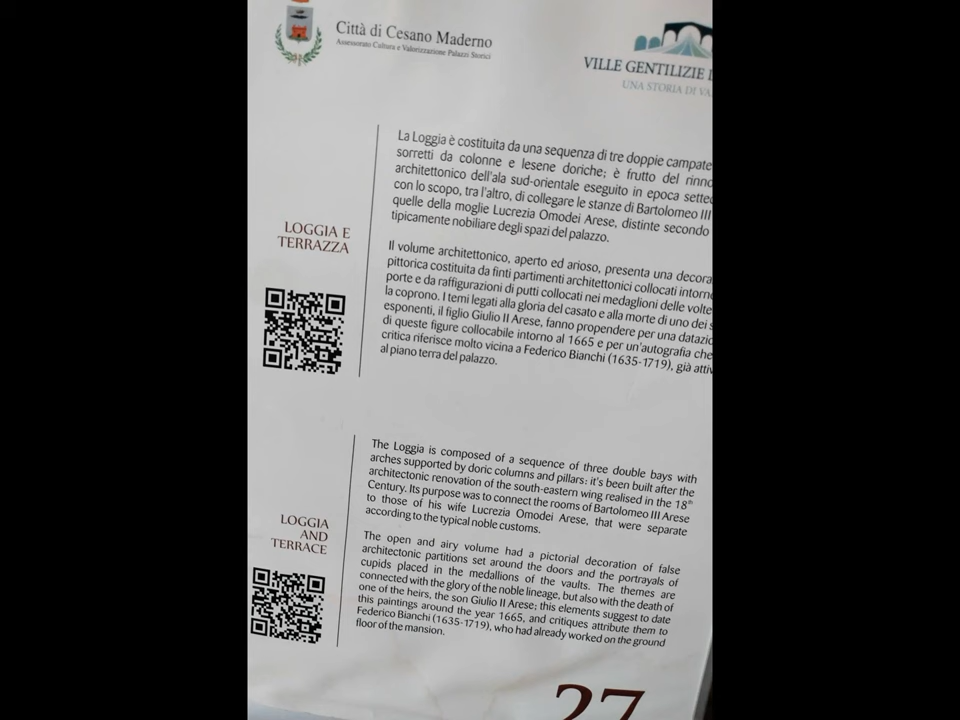 Città di Cesano Maderno
Assessorato Cultura e Valorizzazione Palazzi Storici
VILLE GENTILIZIE
UNA STORIA DI
LOGGIA E
TERRAZZA
La Loggia è costituita da una sequenza di tre doppie campate
sorretti da colonne e lesene doriche; è frutto del
architettonico dell'ala sud-orientale eseguito in epoca
con lo scopo, tra l'altro, di collegare le stanze di Bartolomeo III
quelle della moglie Lucrezia Omodei Arese, distinte secondo
tipicamente nobiliare degli spazi del palazzo.
Il volume architettonico, aperto ed arioso, presenta una
pittorica costituita da finti partimenti architettonici collocati
porte e da raffigurazioni di putti collocati nei medaglioni delle volte
la coprono. I temi legati alla gloria del casato e alla morte di uno dei
esponenti, il figlio Giulio II Arese, fanno propendere per una
di queste figure collocabile intorno al 1665 e per un'autografia che
critica riferisce molto vicina a Federico Bianchi (1635-1719), già
al piano terra del palazzo.
LOGGIA
AND
TERRACE
The Loggia is composed of a sequence of three double bays with
arches supported by doric columns and pillars: it's been built after the
architectonic renovation of the south-eastern wing realised in the 18th
Century. Its purpose was to connect the rooms of Bartolomeo III Arese
to those of his wife Lucrezia Omodei Arese, that were separate
according to the typical noble customs.
The open and airy volume had a pictorial decoration of false
architectonic partitions set around the doors and the portrayals of
cupids placed in the medallions of the vaults. The themes are
connected with the glory of the noble lineage, but also with the death of
one of the heirs, the son Giulio II Arese; this elements suggest to date
this paintings around the year 1665, and critiques attribute them to
Federico Bianchi (1635-1719), who had already worked on the ground
floor of the mansion.
27